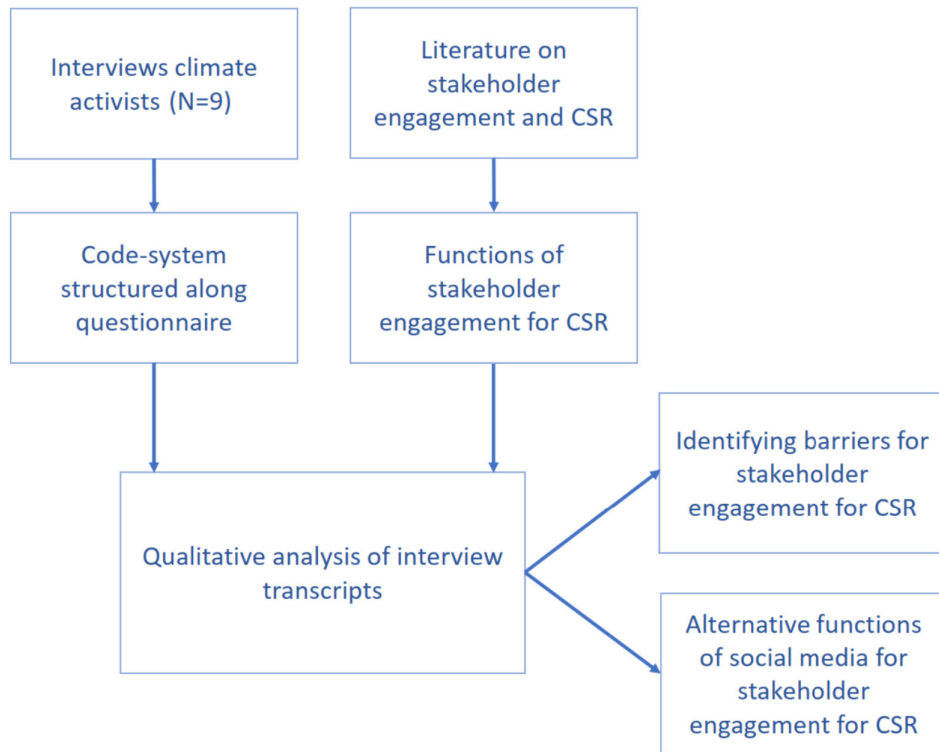 Interviews climate
activists (N=9)
Literature on
stakeholder
engagement and CSR
Code-system
structured along
questionnaire
Functions of
stakeholder
engagement for CSR
Qualitative analysis of interview
transcripts
Identifying barriers for
stakeholder
engagement for CSR
Alternative functions
of social media for
stakeholder
engagement for CSR